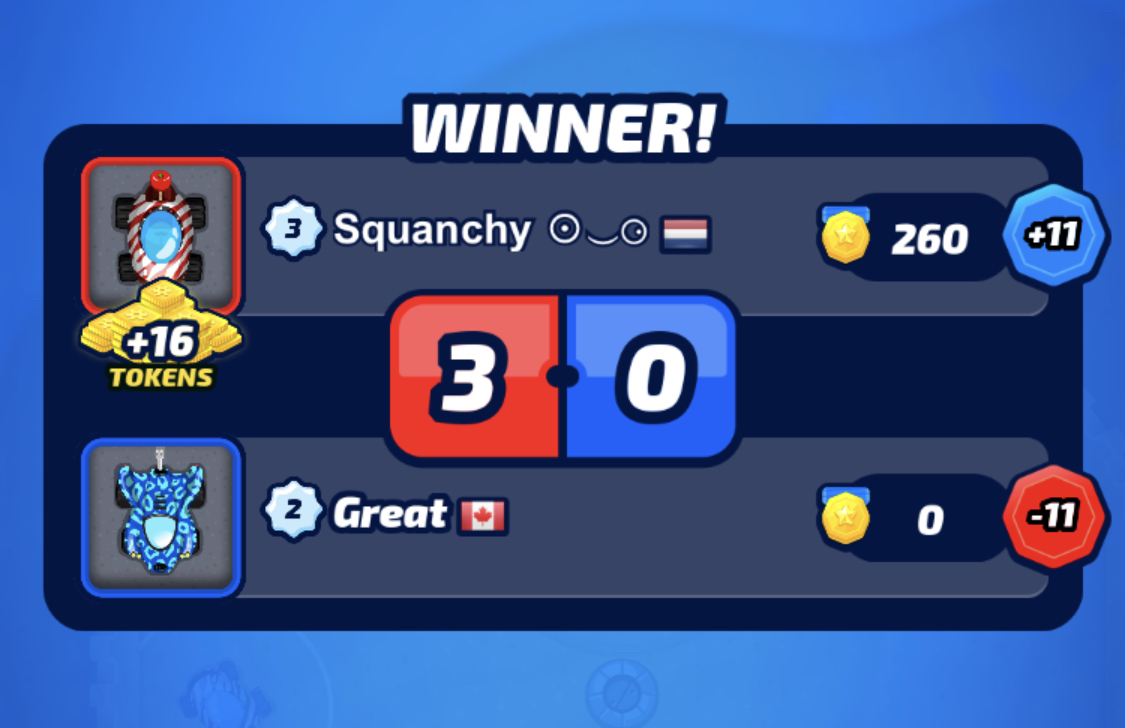 WINNER!
3 Squanchy ⊙‿⊙ 260 +11
+16
TOKENS
3 0
2 Great 0 -11